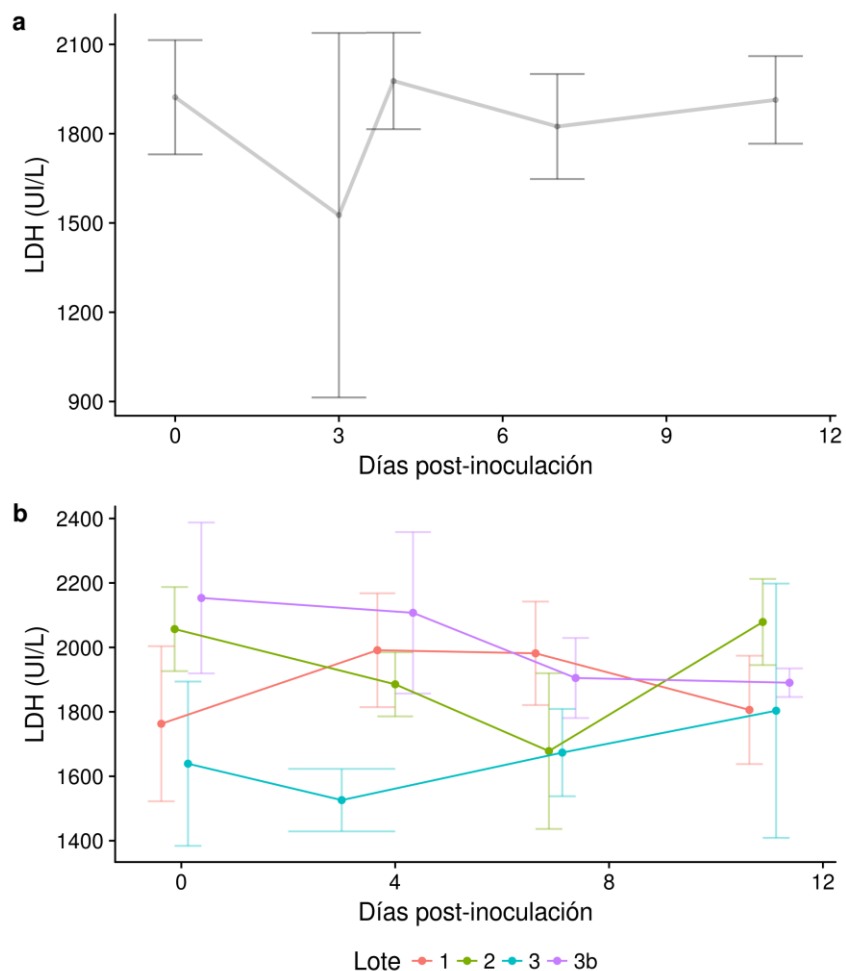 a
2100
1800
1500
1200
900
LDH (UI/L)
0 3 6 9 12
Días post-inoculación
b
2400
2200
2000
1800
1600
1400
LDH (UI/L)
0 4 8 12
Días post-inoculación
Lote 1 2 3 3b